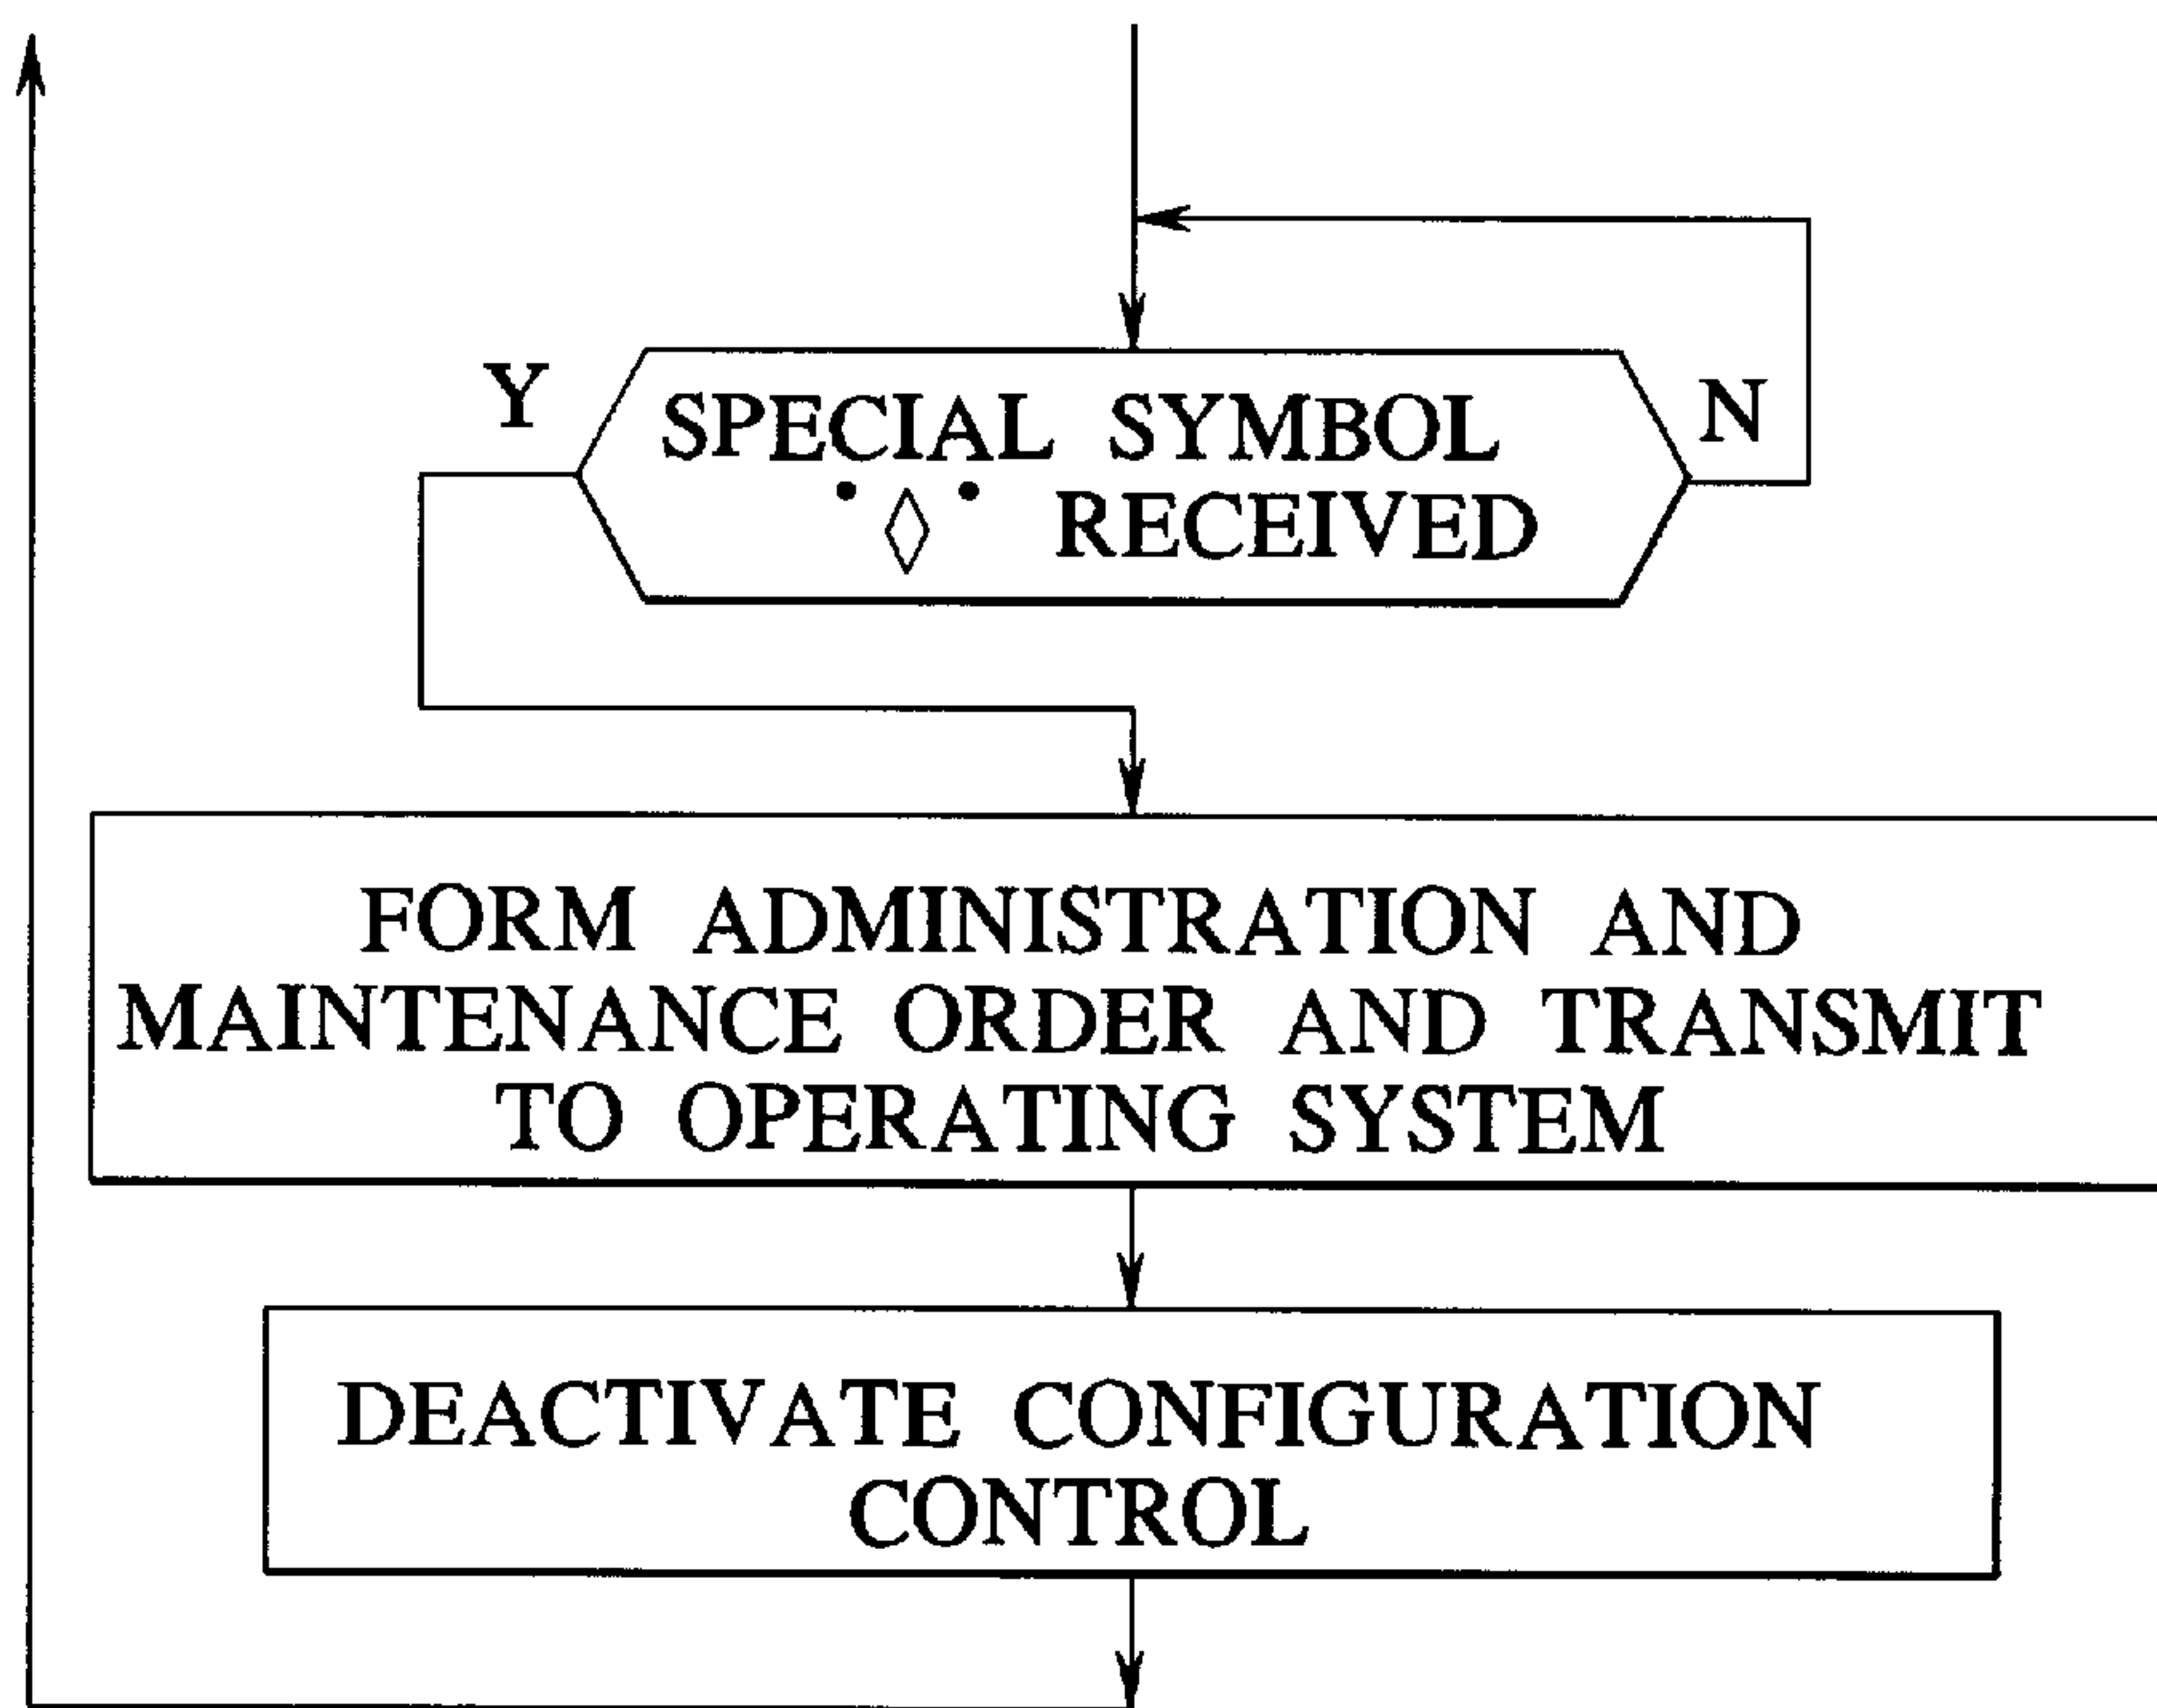 Y
SPECIAL SYMBOL
N
•◊• RECEIVED
FORM ADMINISTRATION AND
MAINTENANCE ORDER AND TRANSMIT
TO OPERATING SYSTEM
DEACTIVATE CONFIGURATION
CONTROL